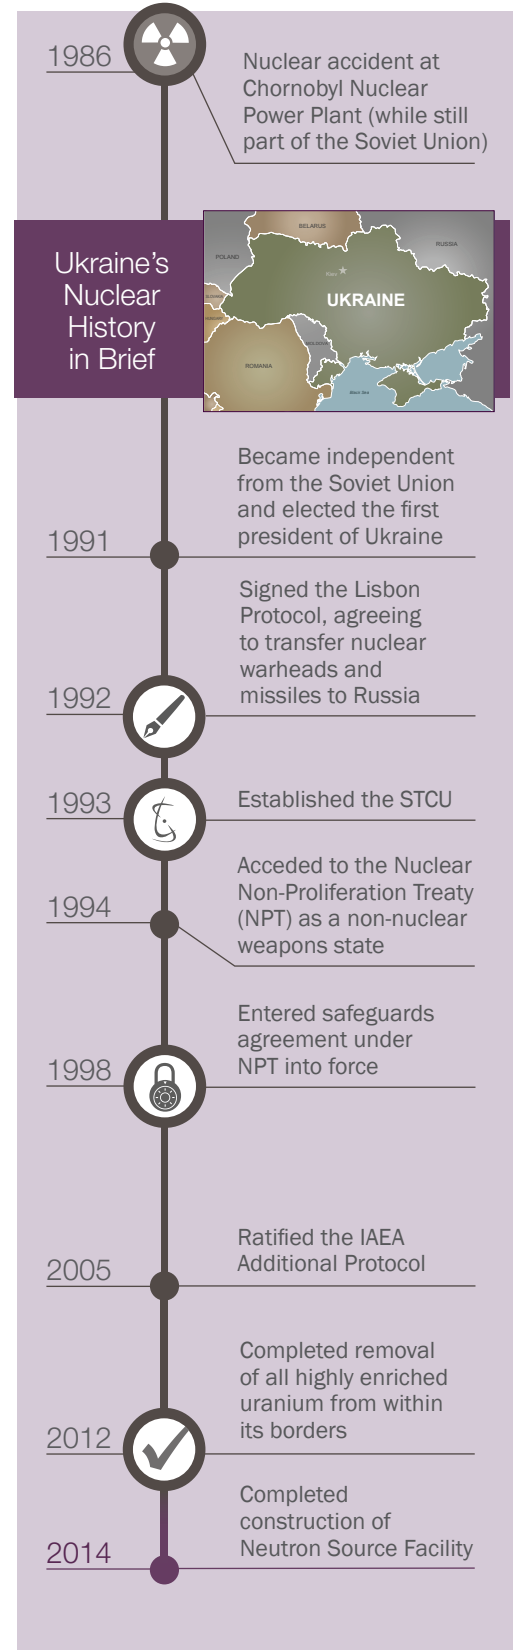 1986
Nuclear accident at
Chornobyl Nuclear
Power Plant (while still
part of the Soviet Union)
Ukraine’s
Nuclear
History
in Brief
BELARUS
RUSSIA
POLAND
Kiev
UKRAINE
MOLDOVA
ROMANIA
Black Sea
Became independent
from the Soviet Union
and elected the first
president of Ukraine
1991
Signed the Lisbon
Protocol, agreeing
to transfer nuclear
warheads and
missiles to Russia
1992
1993
Established the STCU
Acceded to the Nuclear
Non-Proliferation Treaty
(NPT) as a non-nuclear
weapons state
1994
Entered safeguards
agreement under
NPT into force
1998
Ratified the IAEA
Additional Protocol
2005
Completed removal
of all highly enriched
uranium from within
its borders
2012
Completed
construction of
Neutron Source Facility
2014